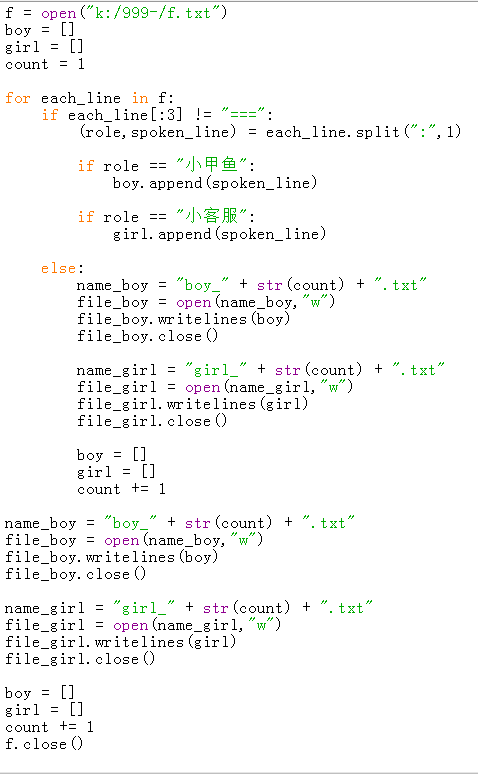 f = open("k:/999-/f.txt")
boy = []
girl = []
count = 1

for each_line in f:
    if each_line[:3] != "===":
        (role,spoken_line) = each_line.split(":",1)

        if role == "小甲鱼":
            boy.append(spoken_line)

        if role == "小客服":
            girl.append(spoken_line)

    else:
        name_boy = "boy_" + str(count) + ".txt"
        file_boy = open(name_boy,"w")
        file_boy.writelines(boy)
        file_boy.close()

        name_girl = "girl_" + str(count) + ".txt"
        file_girl = open(name_girl,"w")
        file_girl.writelines(girl)
        file_girl.close()

        boy = []
        girl = []
        count += 1

name_boy = "boy_" + str(count) + ".txt"
file_boy = open(name_boy,"w")
file_boy.writelines(boy)
file_boy.close()

name_girl = "girl_" + str(count) + ".txt"
file_girl = open(name_girl,"w")
file_girl.writelines(girl)
file_girl.close()

boy = []
girl = []
count += 1
f.close()